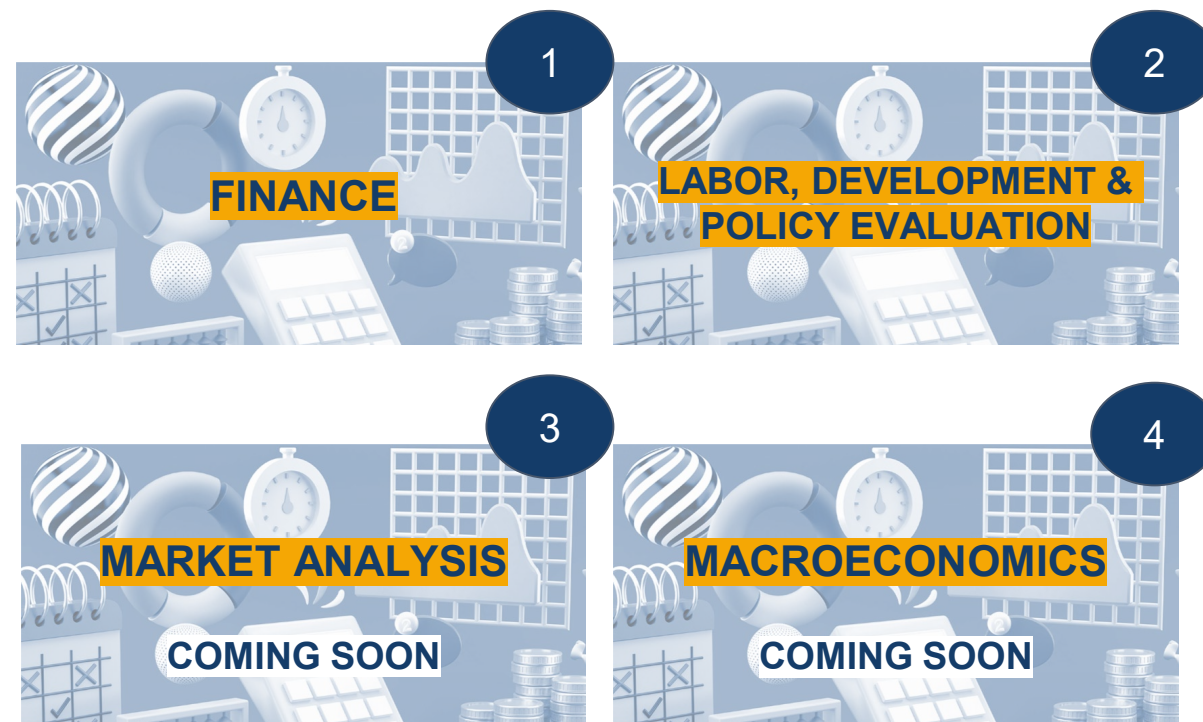 1
FINANCE
2
LABOR, DEVELOPMENT &
POLICY EVALUATION
3
MARKET ANALYSIS
COMING SOON
4
MACROECONOMICS
COMING SOON